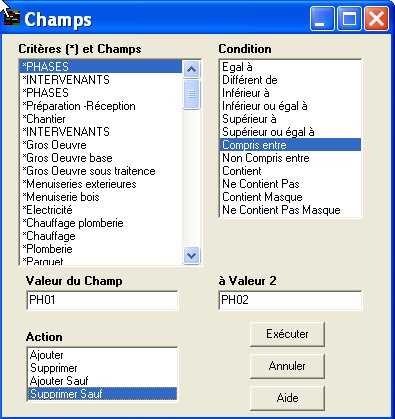 Champs
Critères (*) et Champs
*PHASES
*INTERVENANTS
*PHASES
*Préparation -Réception
*Chantier
*INTERVENANTS
*Gros Oeuvre
*Gros Oeuvre base
*Gros Oeuvre sous traitence
*Menuiseries exterieures
*Menuiserie bois
*Electricité
*Chauffage plomberie
*Chauffage
*Plomberie
*Parquet
Condition
Egal à
Différent de
Inférieur à
Inférieur ou égal à
Supérieur à
Supérieur ou égal à
Compris entre
Non Compris entre
Contient
Ne Contient Pas
Contient Masque
Ne Contient Pas Masque
Valeur du Champ
PH01
à Valeur 2
PH02
Action
Ajouter
Supprimer
Ajouter Sauf
Supprimer Sauf
Exécuter
Annuler
Aide